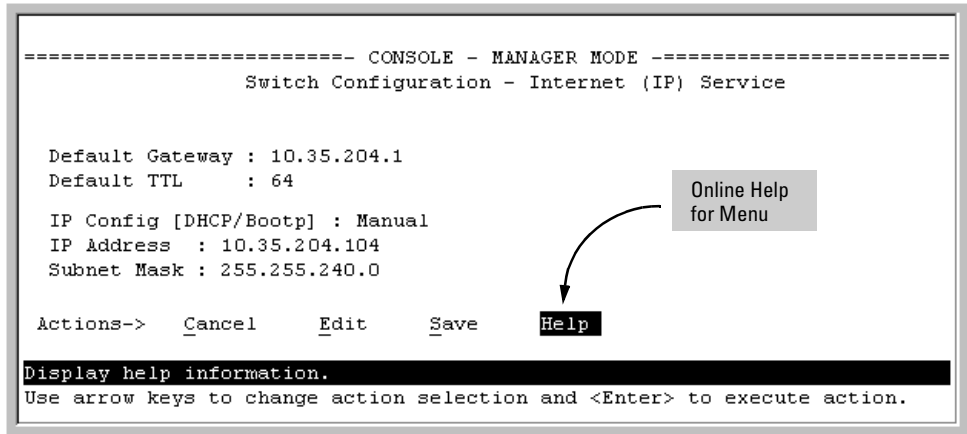 ===========================- CONSOLE - MANAGER MODE -========================
Switch Configuration - Internet (IP) Service
Default Gateway : 10.35.204.1
Default TTL : 64
IP Config [DHCP/Bootp] : Manual
IP Address : 10.35.204.104
Subnet Mask : 255.255.240.0
Online Help
for Menu
Actions-> Cancel Edit Save Help
Display help information.
Use arrow keys to change action selection and <Enter> to execute action.